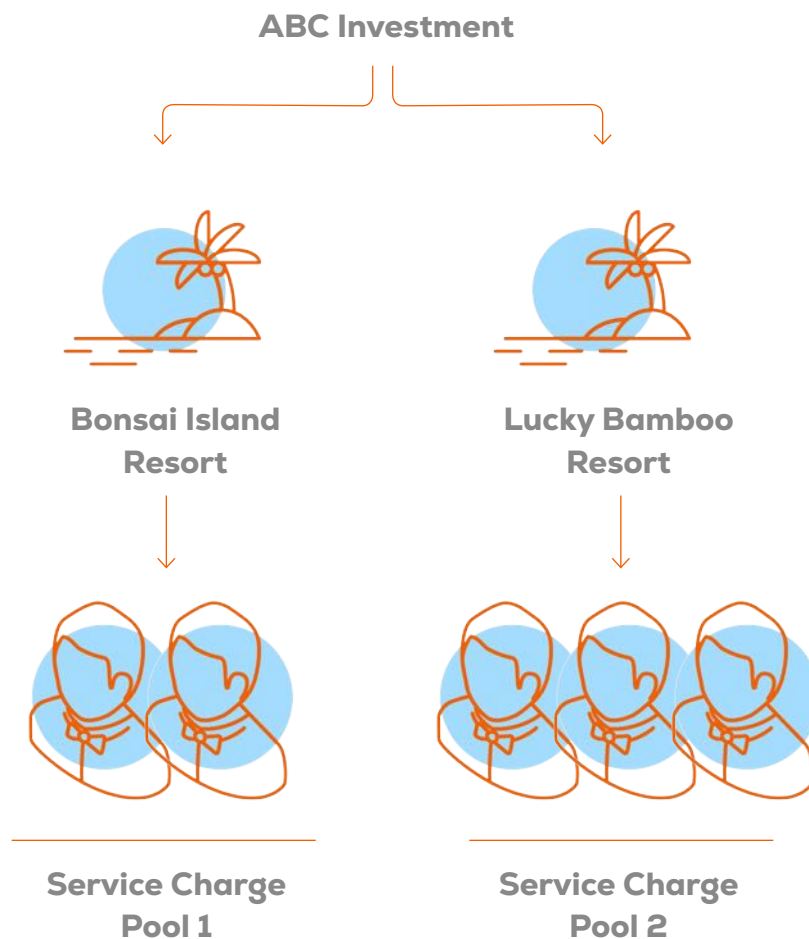 ABC Investment
Bonsai Island
Resort
Lucky Bamboo
Resort
Service Charge
Pool 1
Service Charge
Pool 2